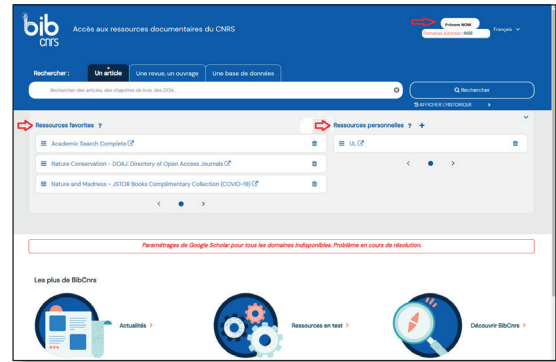 bib
cnrs
Accès aux ressources documentaires du CNRS
Prénom NOM
Domaines autorisés : INSB
Français
Rechercher :
Un article
Une revue, un ouvrage
Une base de données
Rechercher des articles, des chapitres de livre, des DOIs...
Rechercher
AFFICHER L'HISTORIQUE
Ressources favorites ?
Ressources personnelles ? +
Academic Search Complete
UL
Nature Conservation - DOAJ: Directory of Open Access Journals
Nature and Madness - JSTOR Books Complimentary Collection (COVID-19)
Paramétrages de Google Scholar pour tous les domaines indisponibles. Problème en cours de résolution.
Les plus de BibCnrs
Actualités >
Ressources en test >
Découvrir BibCnrs >